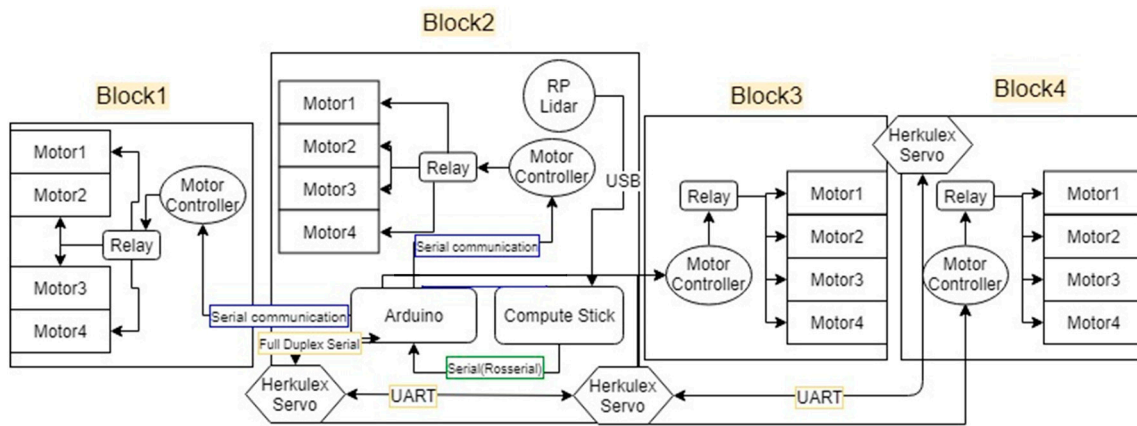 Block1
Motor1
Motor2
Motor3
Motor4
Relay
Motor
Controller
Serial communication
Block2
Motor1
Motor2
Motor3
Motor4
RP
Lidar
Relay
Motor
Controller
USB
Serial communication
Arduino
Compute Stick
Full Duplex Serial
Serial(Rosserial)
Herkulex
Servo
UART
Herkulex
Servo
UART
Block3
Relay
Motor
Controller
Motor1
Motor2
Motor3
Motor4
Block4
Herkulex
Servo
Relay
Motor
Controller
Motor1
Motor2
Motor3
Motor4